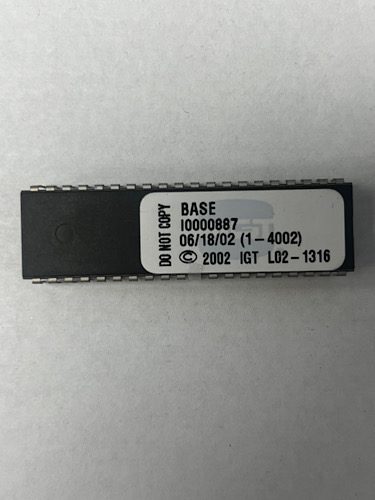 DO NOT COPY
BASE
I0000887
06/18/02 (1-4002)
© 2002 IGT L02-1316